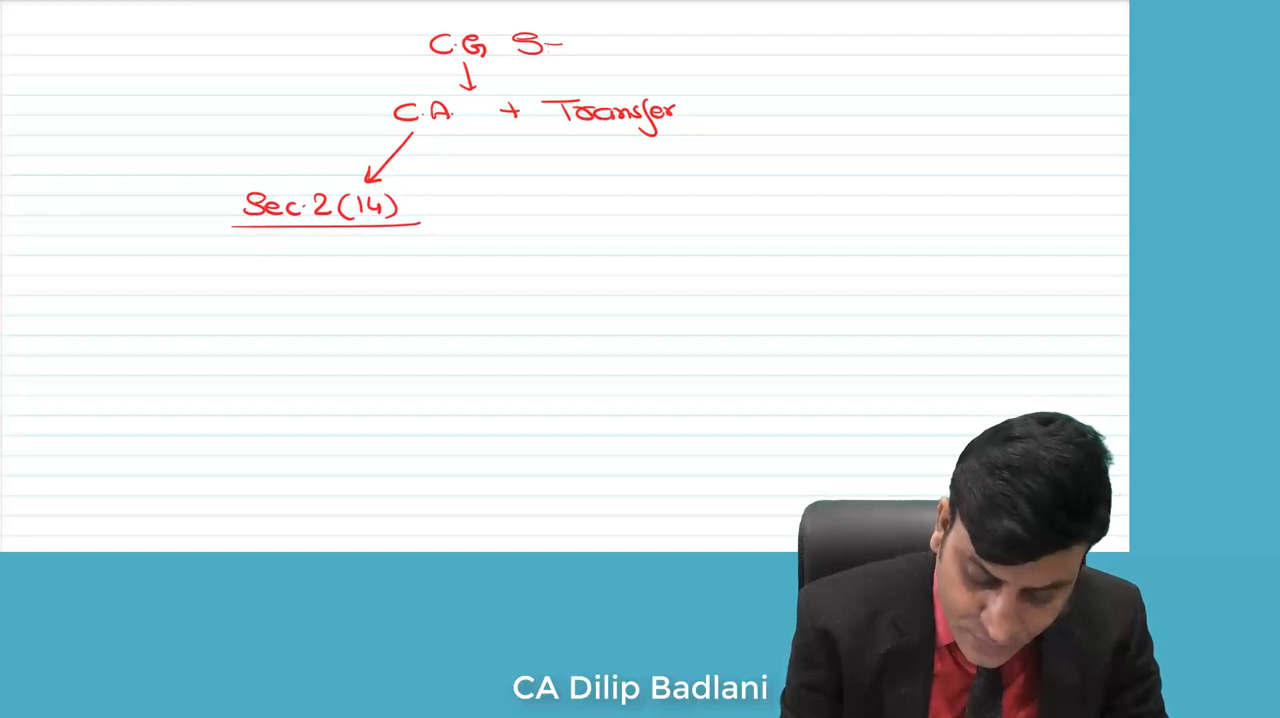 C.G S-
C.A. + Transfer
Sec. 2 (14)
CA Dilip Badlani